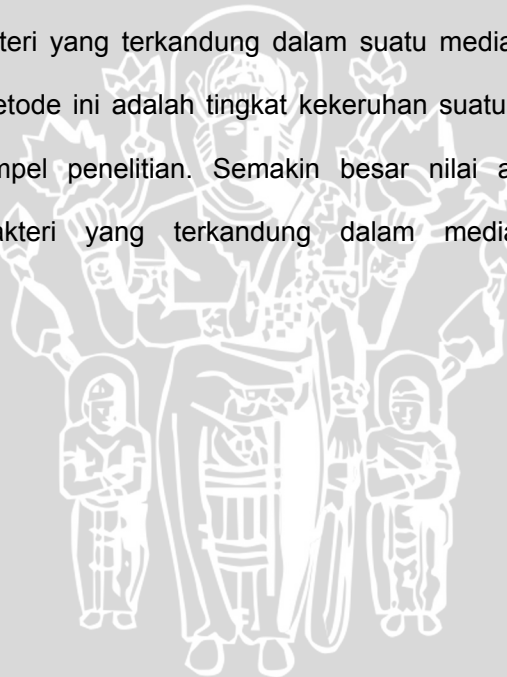 teri yang terkandung dalam suatu media
etode ini adalah tingkat kekeruhan suatu
mpel penelitian. Semakin besar nilai a
akteri yang terkandung dalam media